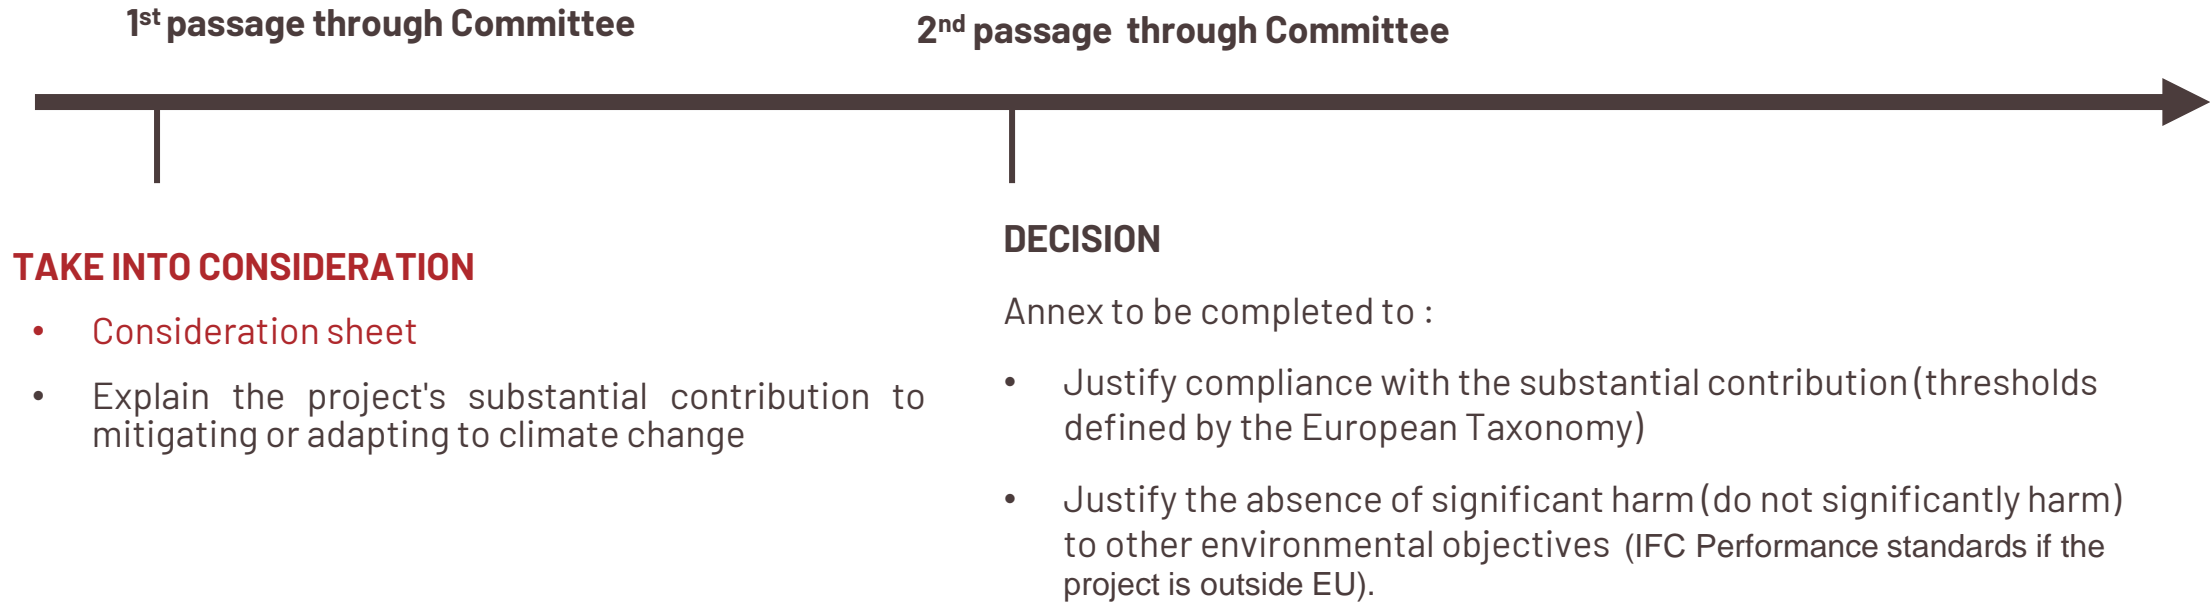 1st passage through Committee
2nd passage through Committee
TAKE INTO CONSIDERATION
• Consideration sheet
• Explain the project's substantial contribution to
mitigating or adapting to climate change
DECISION
Annex to be completed to :
• Justify compliance with the substantial contribution (thresholds
defined by the European Taxonomy)
• Justify the absence of significant harm (do not significantly harm)
to other environmental objectives (IFC Performance standards if the
project is outside EU).